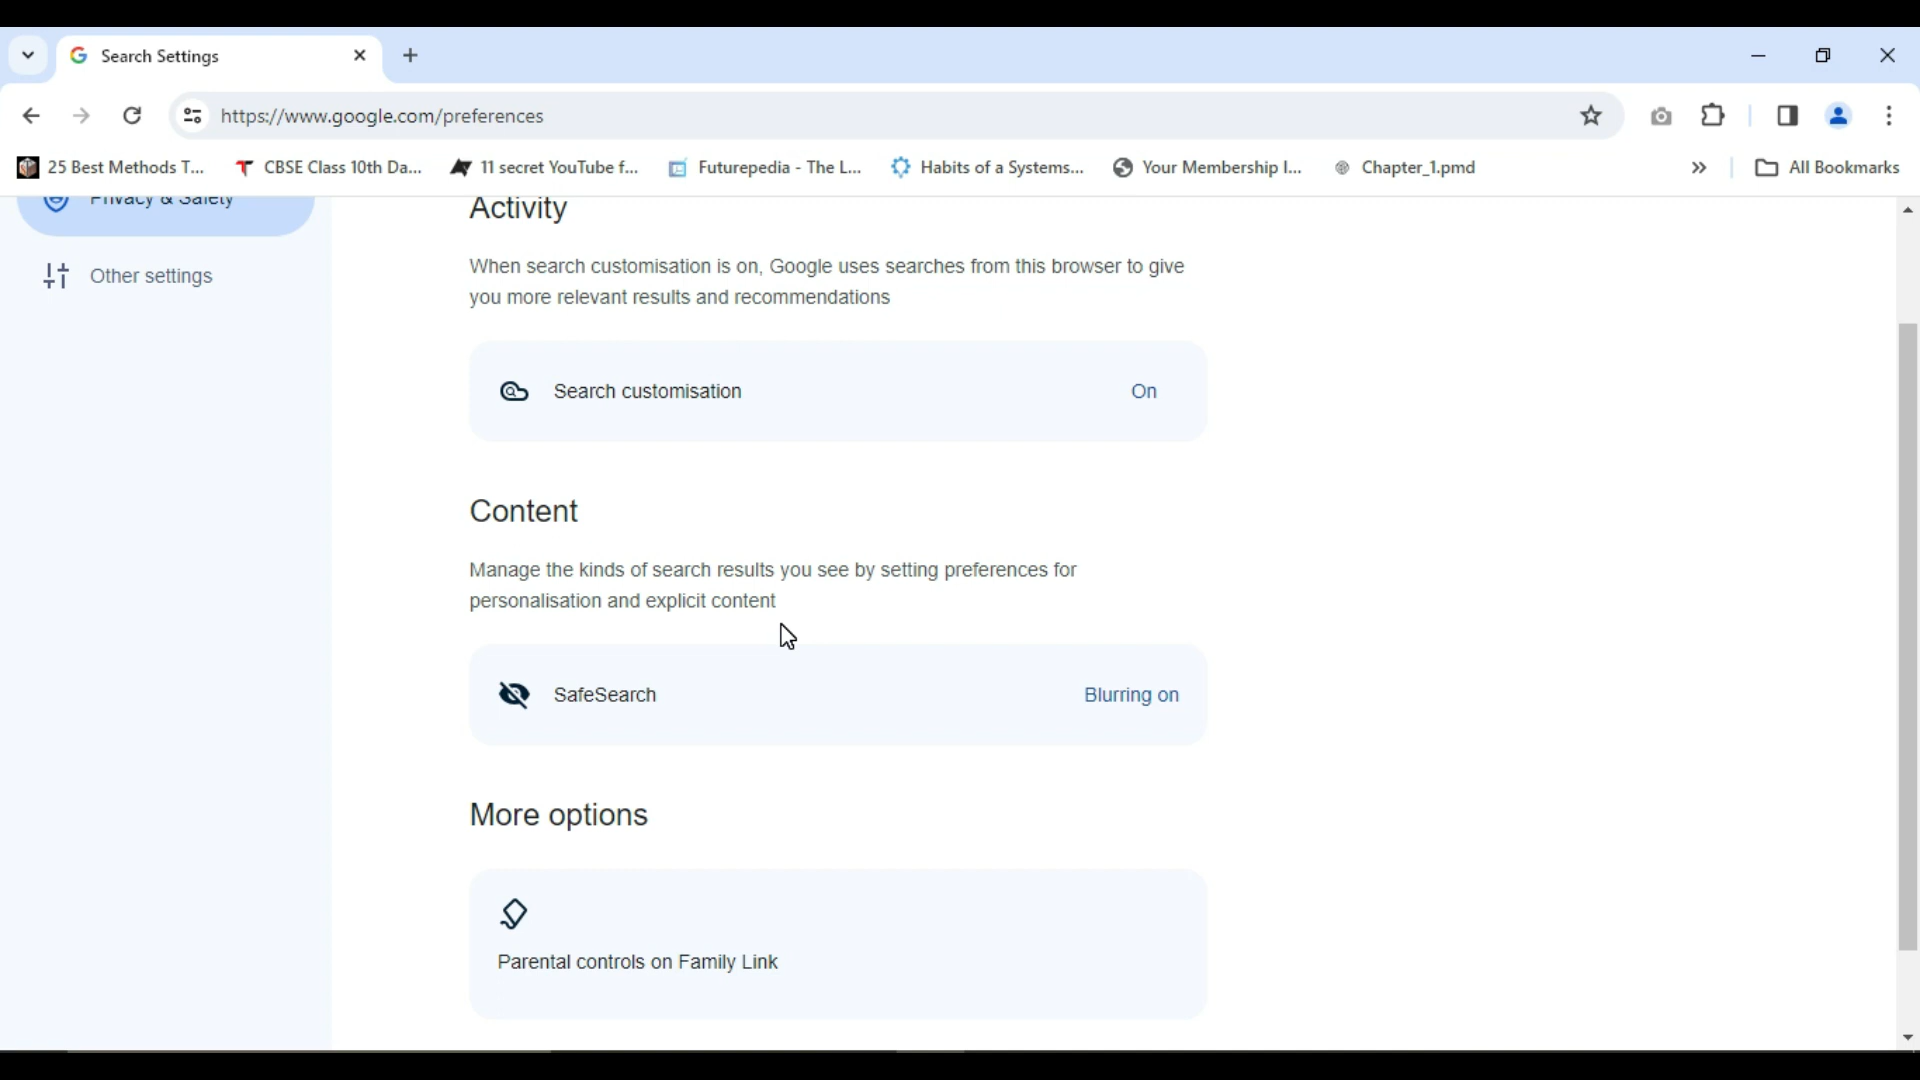 Search Settings
https://www.google.com/preferences
25 Best Methods T... CBSE Class 10th Da... 11 secret YouTube f... Futurepedia - The L... Habits of a Systems... Your Membership I... Chapter_1.pmd All Bookmarks
Privacy & Safety
Other settings
Activity
When search customisation is on, Google uses searches from this browser to give
you more relevant results and recommendations
Search customisation On
Content
Manage the kinds of search results you see by setting preferences for
personalisation and explicit content
SafeSearch Blurring on
More options
Parental controls on Family Link